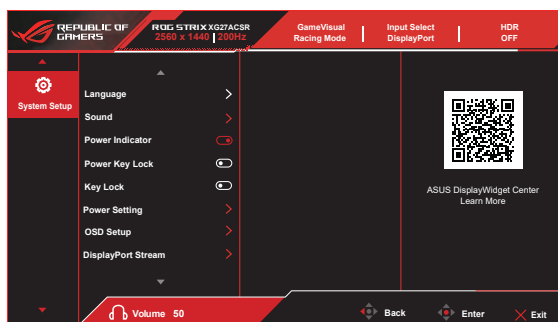 REPUBLIC OF
GAMERS
ROG STRIX XG27ACSR
2560 x 1440 | 200Hz
GameVisual
Racing Mode
Input Select
DisplayPort
HDR
OFF
System Setup
Language
Sound
Power Indicator
Power Key Lock
Key Lock
Power Setting
OSD Setup
DisplayPort Stream
ASUS DisplayWidget Center
Learn More
Volume 50
Back
Enter
Exit